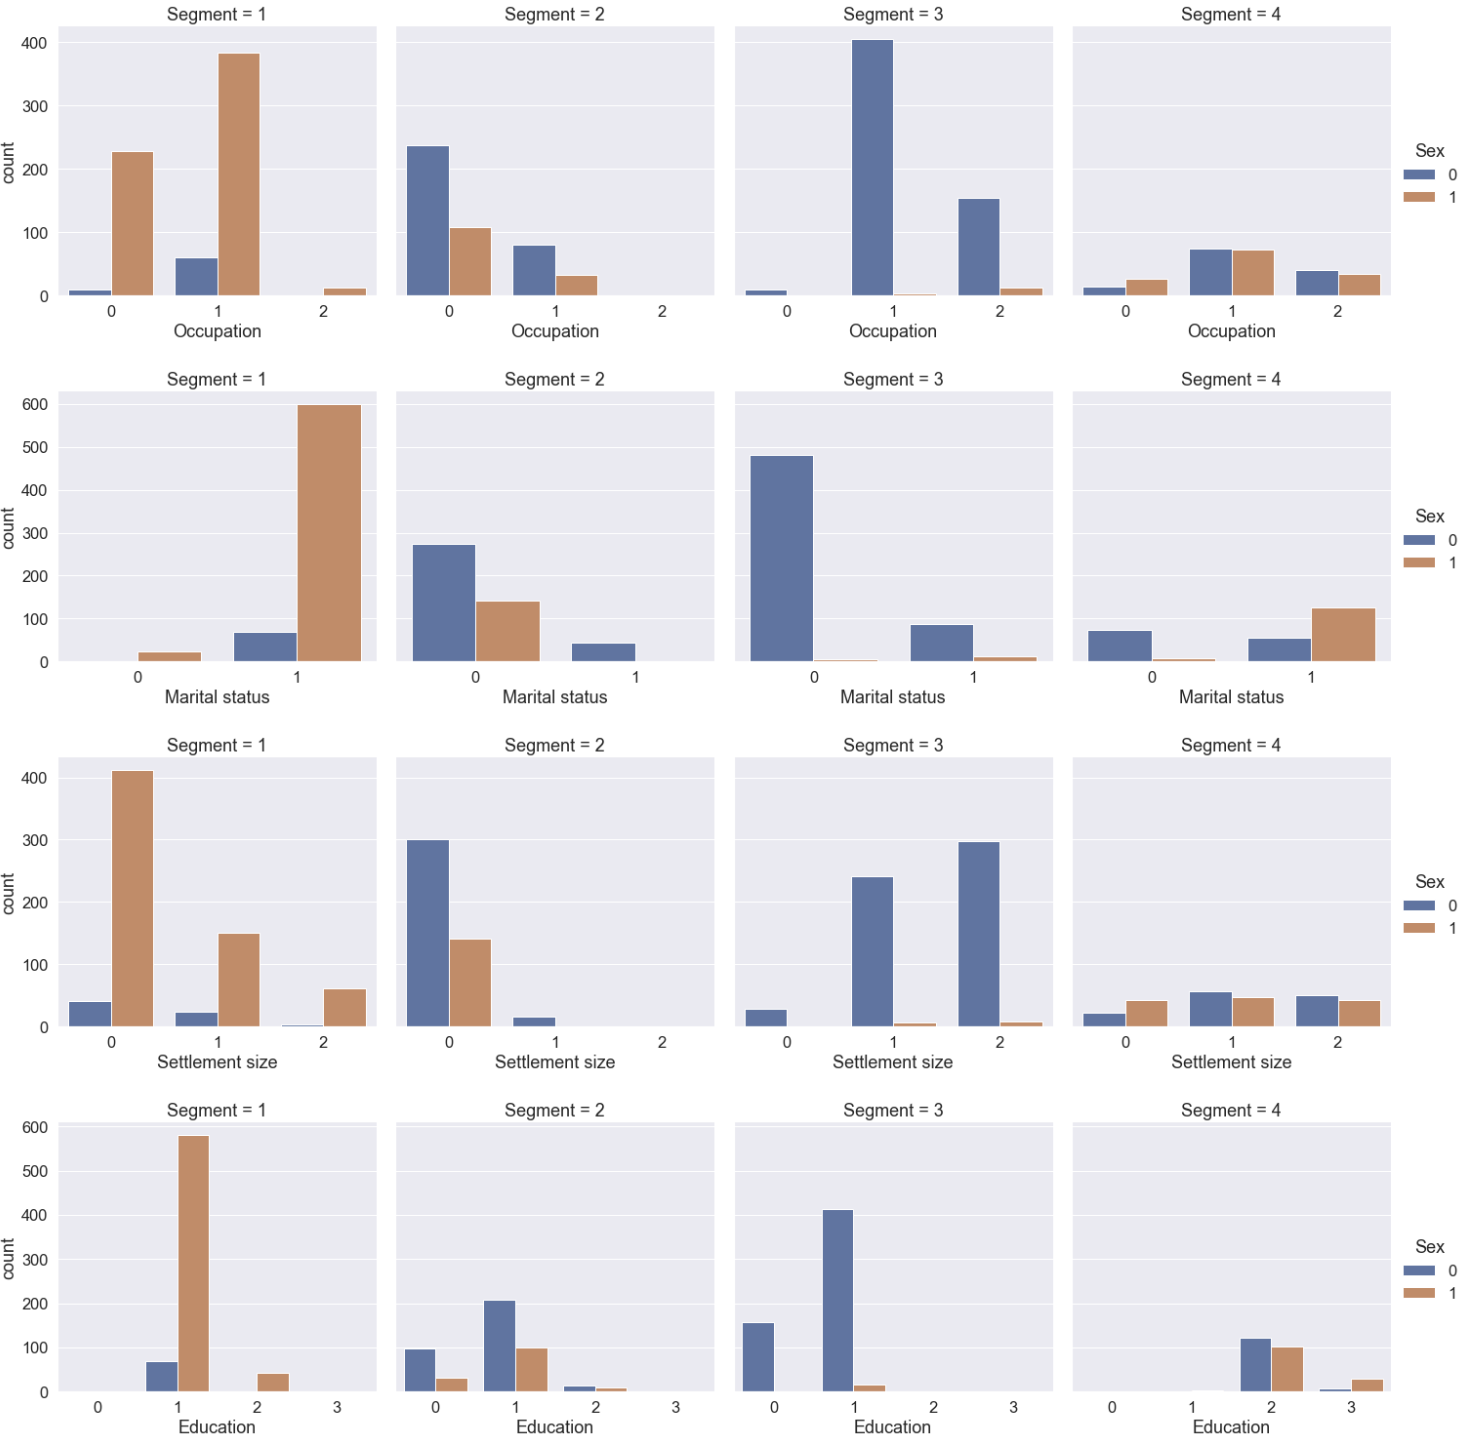 Segment = 1 Segment = 2 Segment = 3 Segment = 4
400
300
200
100
0
count
0 1 2 0 1 2 0 1 2 0 1 2
Occupation Occupation Occupation Occupation
Sex
0
1
Segment = 1 Segment = 2 Segment = 3 Segment = 4
600
500
400
300
200
100
0
count
0 1 0 1 0 1 0 1
Marital status Marital status Marital status Marital status
Sex
0
1
Segment = 1 Segment = 2 Segment = 3 Segment = 4
400
300
200
100
0
count
0 1 2 0 1 2 0 1 2 0 1 2
Settlement size Settlement size Settlement size Settlement size
Sex
0
1
Segment = 1 Segment = 2 Segment = 3 Segment = 4
600
500
400
300
200
100
0
count
0 1 2 3 0 1 2 3 0 1 2 3 0 1 2 3
Education Education Education Education
Sex
0
1